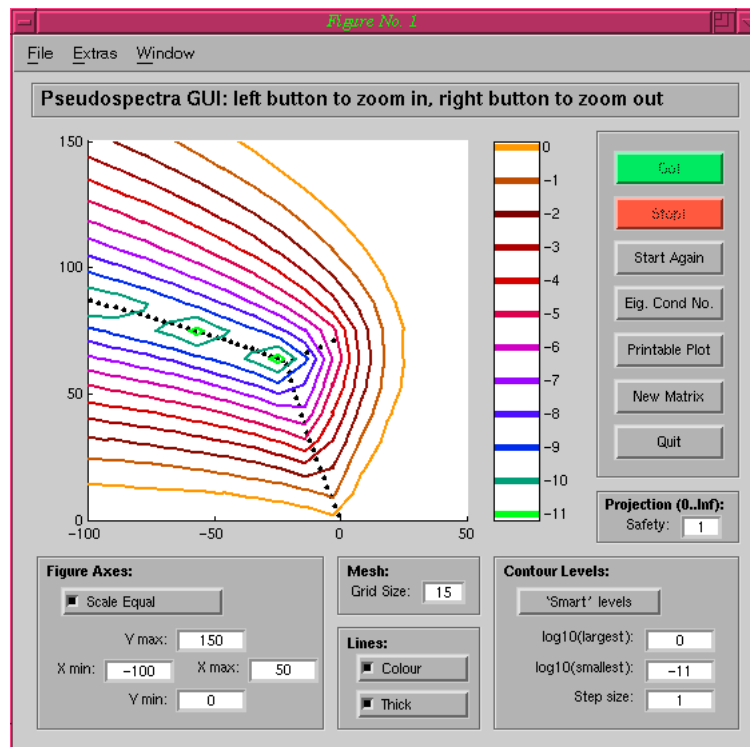 Figure No. 1
File Extras Window
Pseudospectra GUI: left button to zoom in, right button to zoom out
150
100
50
0
-100
-50
0
50
0
-1
-2
-3
-4
-5
-6
-7
-8
-9
-10
-11
Go!
Stop!
Start Again
Eig. Cond No.
Printable Plot
New Matrix
Quit
Projection (0..Inf):
Safety: 1
Figure Axes:
Scale Equal
Y max: 150
X min: -100 X max: 50
Y min: 0
Mesh:
Grid Size: 15
Lines:
Colour
Thick
Contour Levels:
'Smart' levels
log10(largest): 0
log10(smallest): -11
Step size: 1